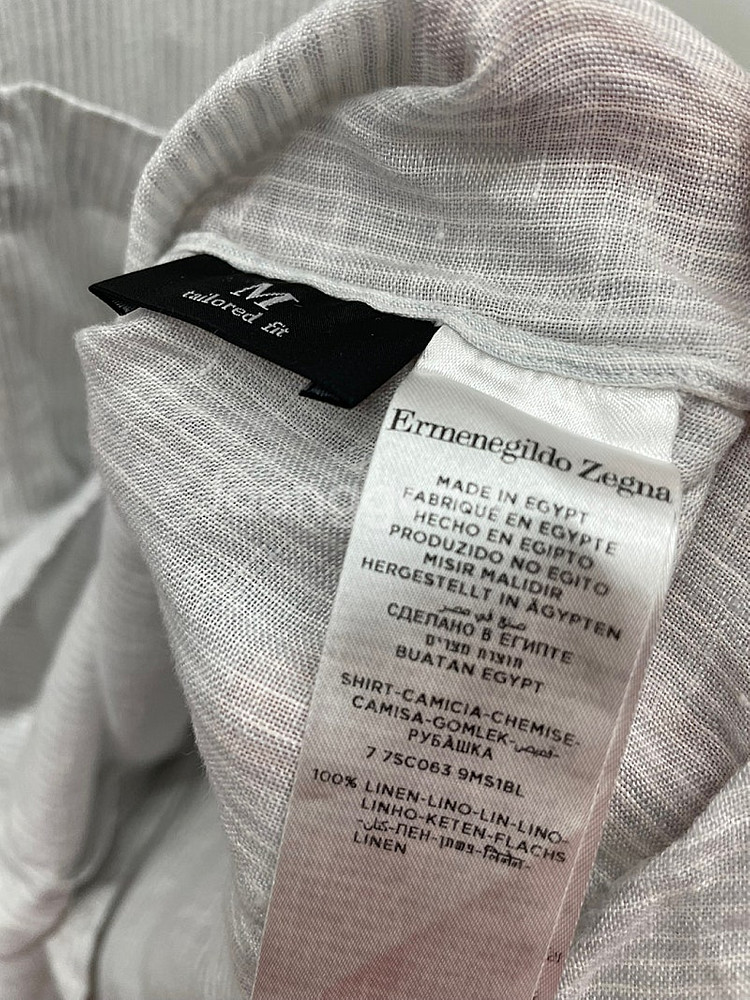 M
tailored fit
Ermenegildo Zegna
MADE IN EGYPT
FABRIQUÉ EN EGYPTE
HECHO EN EGIPTO
PRODUZIDO NO EGITO
MISIR MALIDIR
HERGESTELLT IN ÄGYPTEN
صنع في مصر
СДЕЛАНО В ЕГИПТЕ
תוצרת מצרים
BUATAN EGYPT
SHIRT-CAMICIA-CHEMISE-
CAMISA-GOMLEK-قميص-
РУБАШКА
7 7SC063 9MS1BL
100% LINEN-LINO-LIN-LINO-
LINHO-KETEN-FLACHS
-كتان-ЛЕН-פשתן-लिनेन-
LINEN